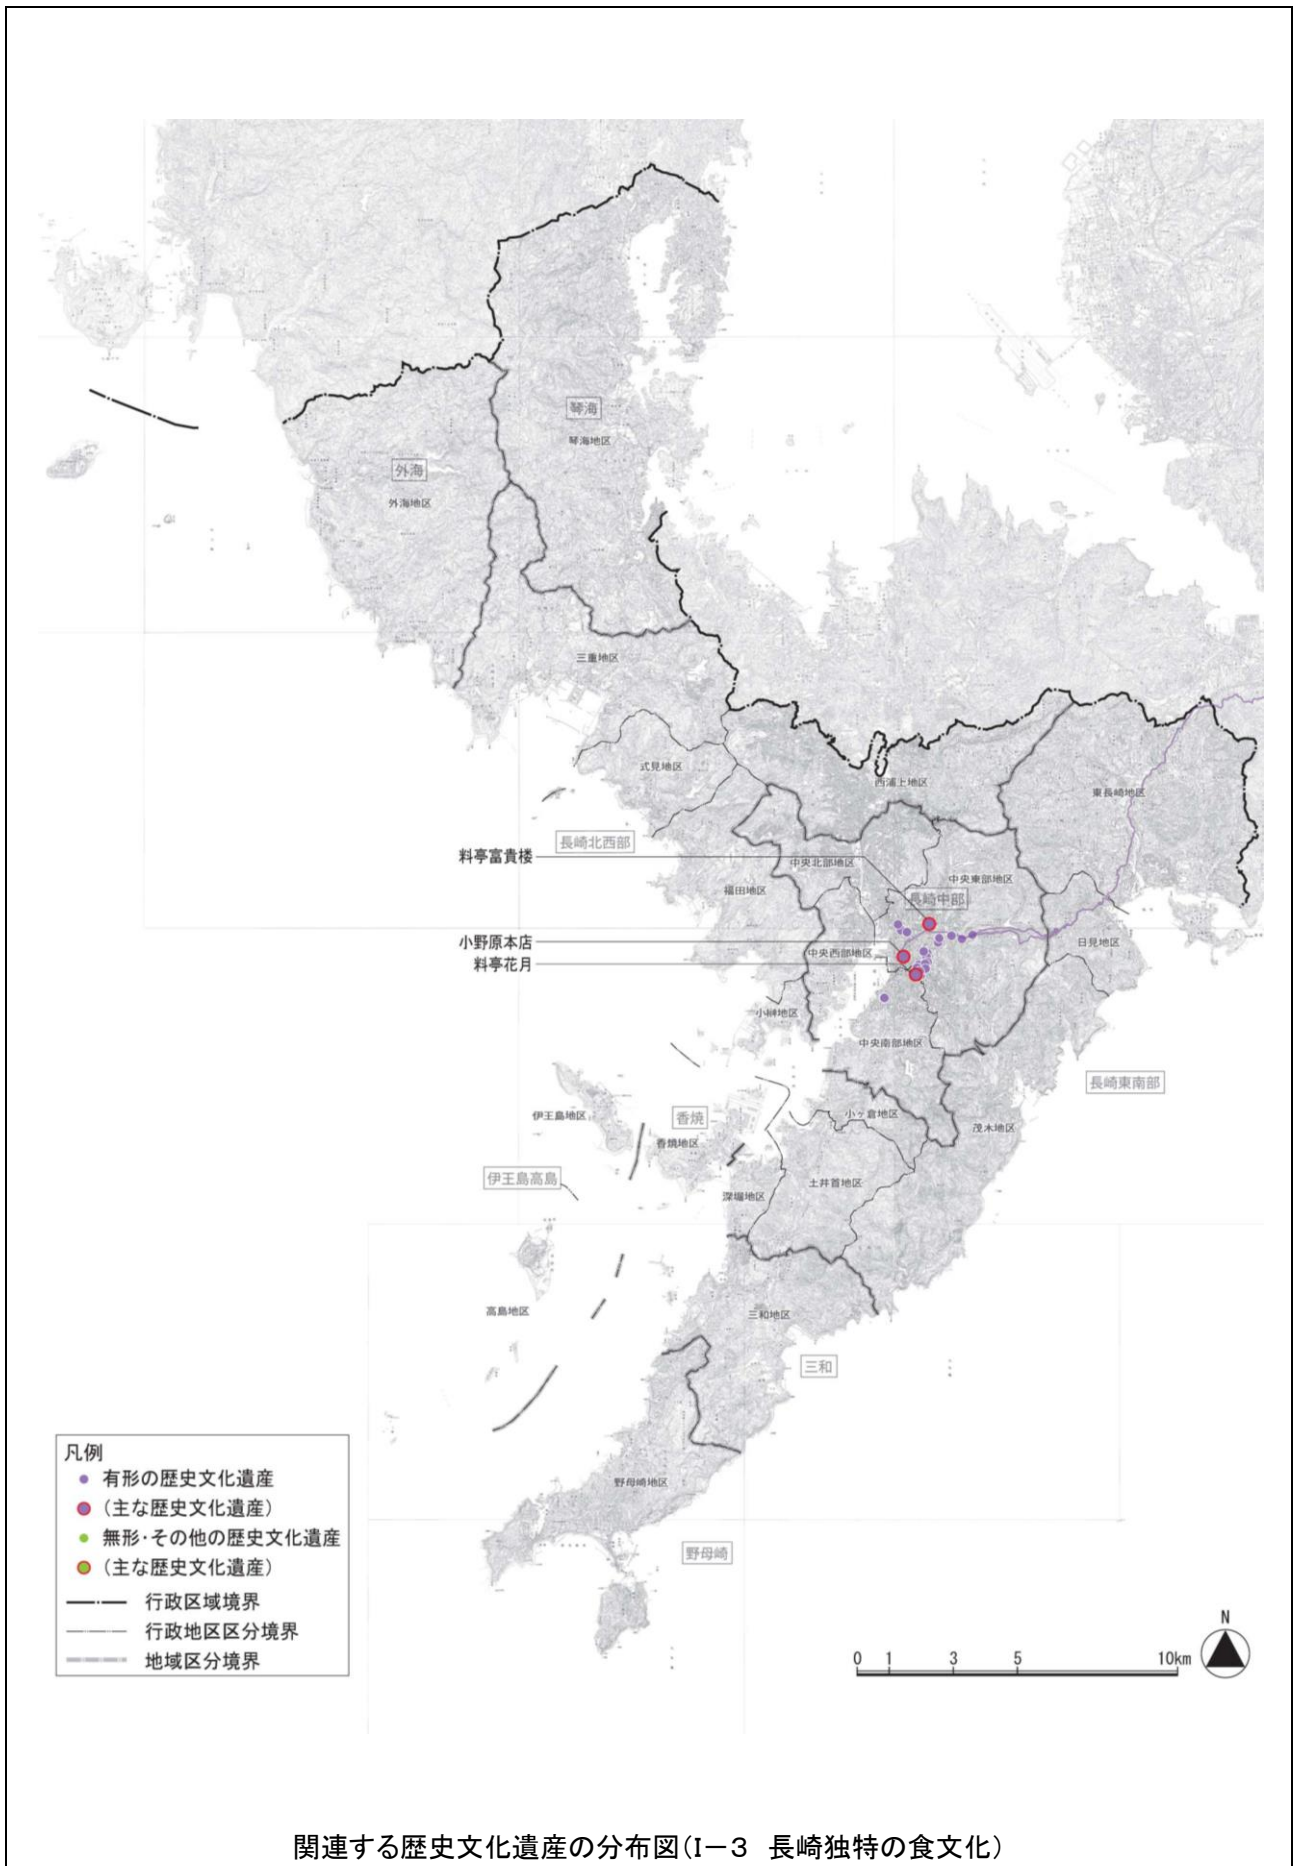 琴海
琴海地区
外海
外海地区
三重地区
式見地区
西浦上地区
東長崎地区
長崎北西部
料亭富貴楼
中央北部地区
中央東部地区
福田地区
長崎中部
小野原本店
日見地区
中央西部地区
料亭花月
小榊地区
中央南部地区
長崎東南部
伊王島地区
香焼
小ヶ倉地区
茂木地区
香焼地区
伊王島高島
土井首地区
深堀地区
高島地区
三和地区
三和
野母崎地区
野母崎
凡例
有形の歴史文化遺産
(主な歴史文化遺産)
無形・その他の歴史文化遺産
(主な歴史文化遺産)
行政区域境界
行政地区区分境界
地域区分境界
N
0 1 3 5 10km
関連する歴史文化遺産の分布図(I－3 長崎独特の食文化)